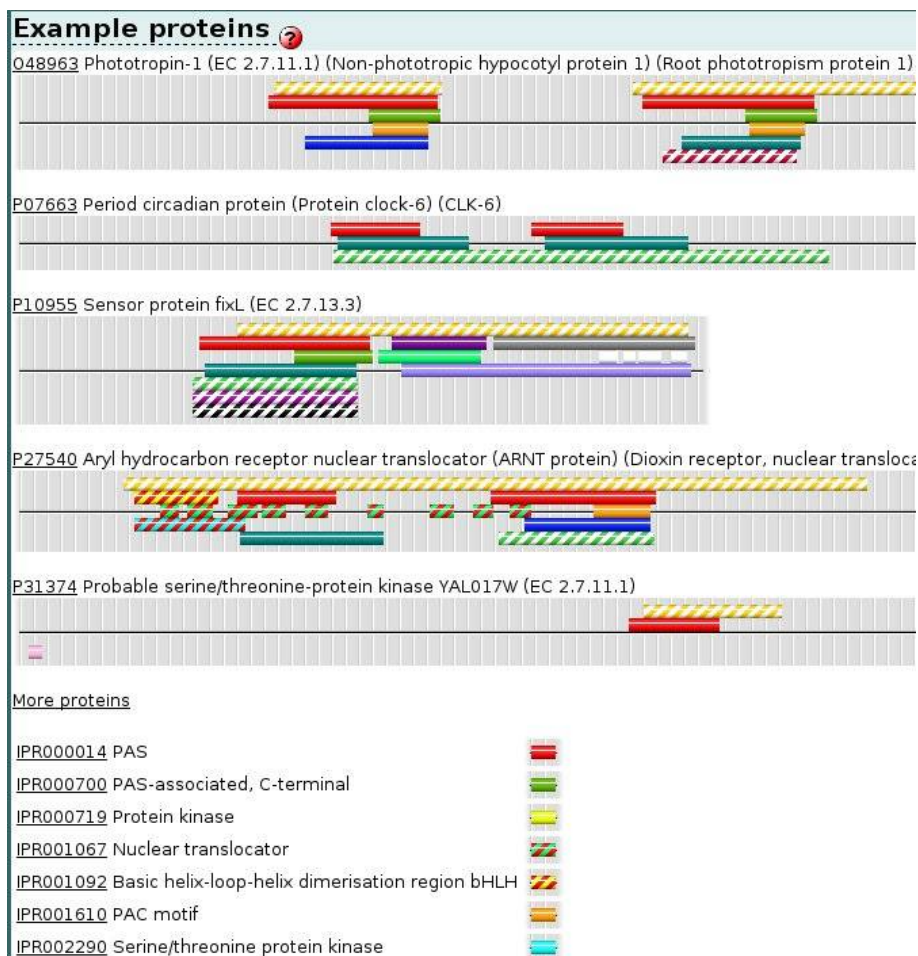 Example proteins ?
O48963 Phototropin-1 (EC 2.7.11.1) (Non-phototropic hypocotyl protein 1) (Root phototropism protein 1)
P07663 Period circadian protein (Protein clock-6) (CLK-6)
P10955 Sensor protein fixL (EC 2.7.13.3)
P27540 Aryl hydrocarbon receptor nuclear translocator (ARNT protein) (Dioxin receptor, nuclear transloca
P31374 Probable serine/threonine-protein kinase YAL017W (EC 2.7.11.1)
More proteins
IPR000014 PAS
IPR000700 PAS-associated, C-terminal
IPR000719 Protein kinase
IPR001067 Nuclear translocator
IPR001092 Basic helix-loop-helix dimerisation region bHLH
IPR001610 PAC motif
IPR002290 Serine/threonine protein kinase